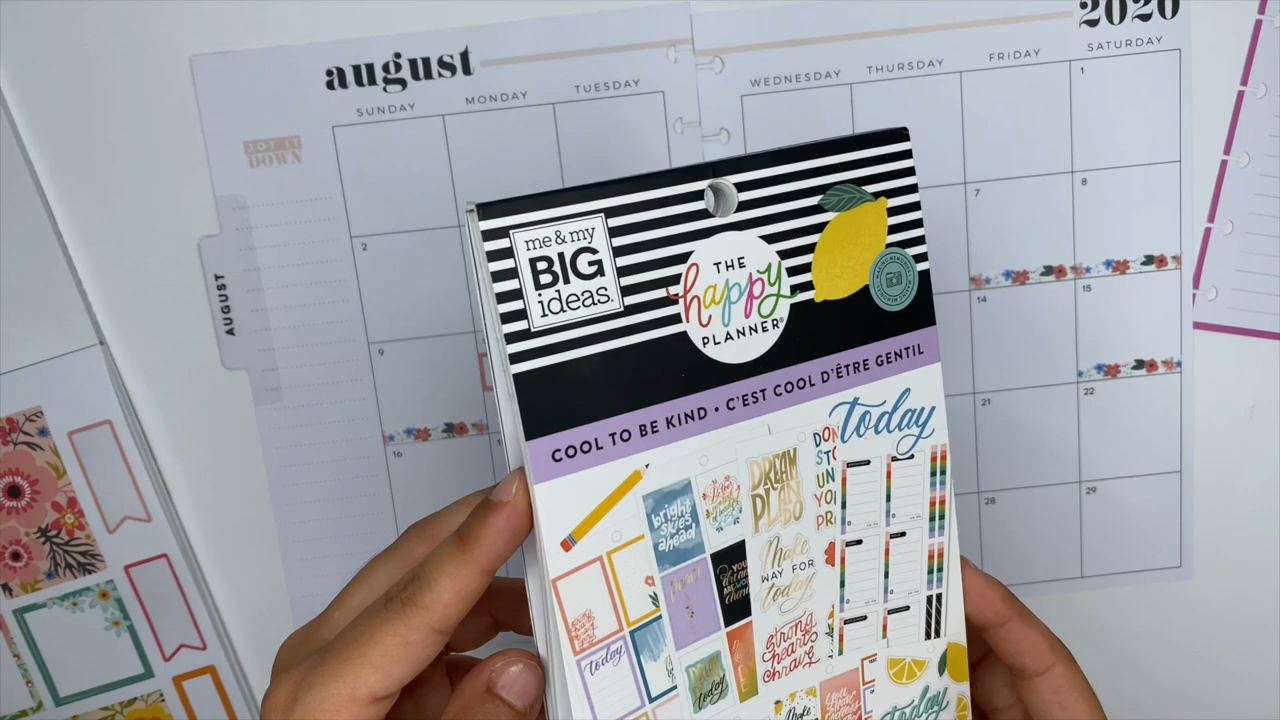 august
2020
SUNDAY
MONDAY
TUESDAY
WEDNESDAY
THURSDAY
FRIDAY
SATURDAY
JOT IT
DOWN
AUGUST
1
2
7
8
9
14
15
16
21
22
28
29
me & my
BIG
ideas.
THE
happy
PLANNER®
COOL TO BE KIND • C'EST COOL D'ÊTRE GENTIL
today
bright
skies
ahead
DREAM
PLAN
DO
Make
WAY FOR
today
strong
hearts
brave
today
today
Make
today